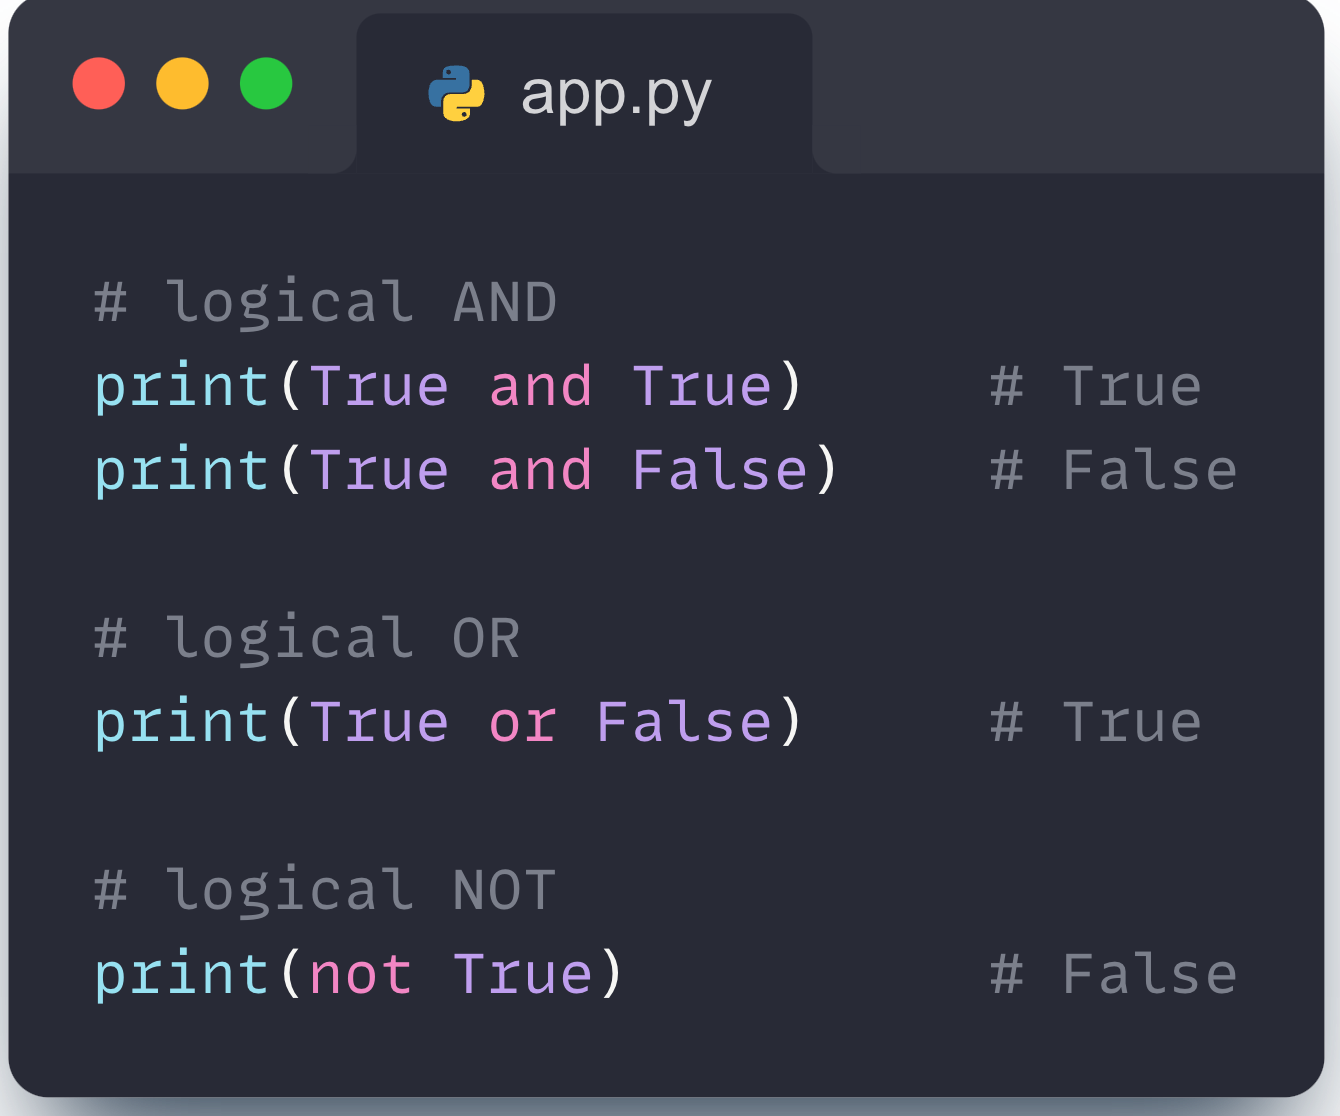 app.py
# logical AND
print(True and True)     # True
print(True and False)    # False
# logical OR
print(True or False)     # True
# logical NOT
print(not True)          # False